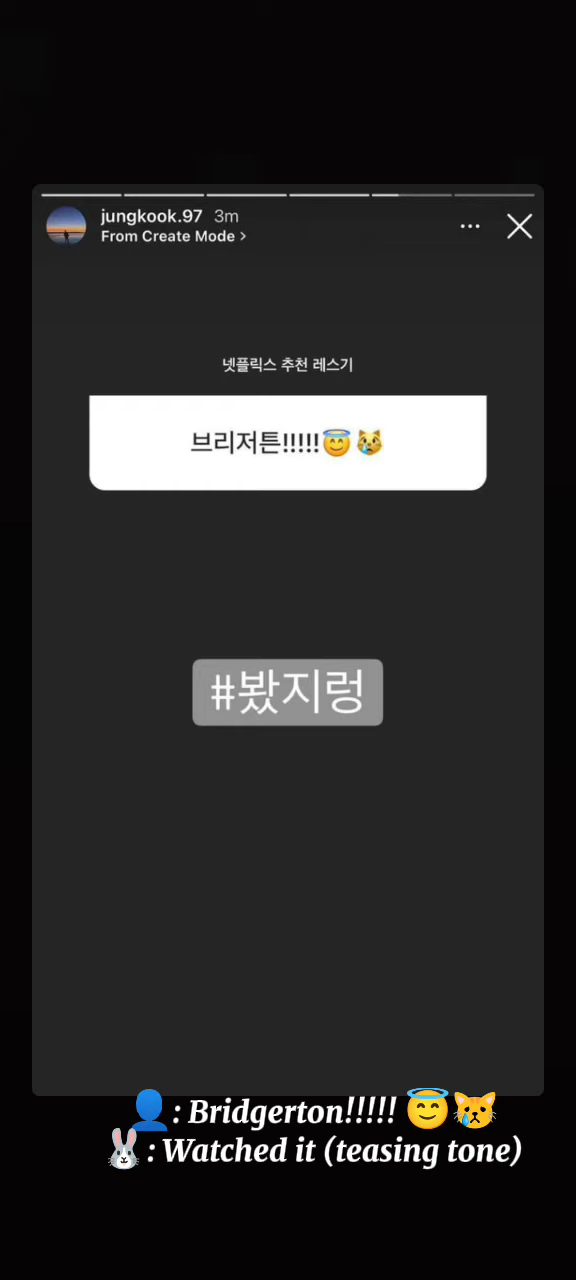 jungkook.97 3m
From Create Mode >
넷플릭스 추천 레스기
브리저튼!!!!!😇😿
#봤지렁
👤: Bridgerton!!!!! 😇😿
🐰: Watched it (teasing tone)